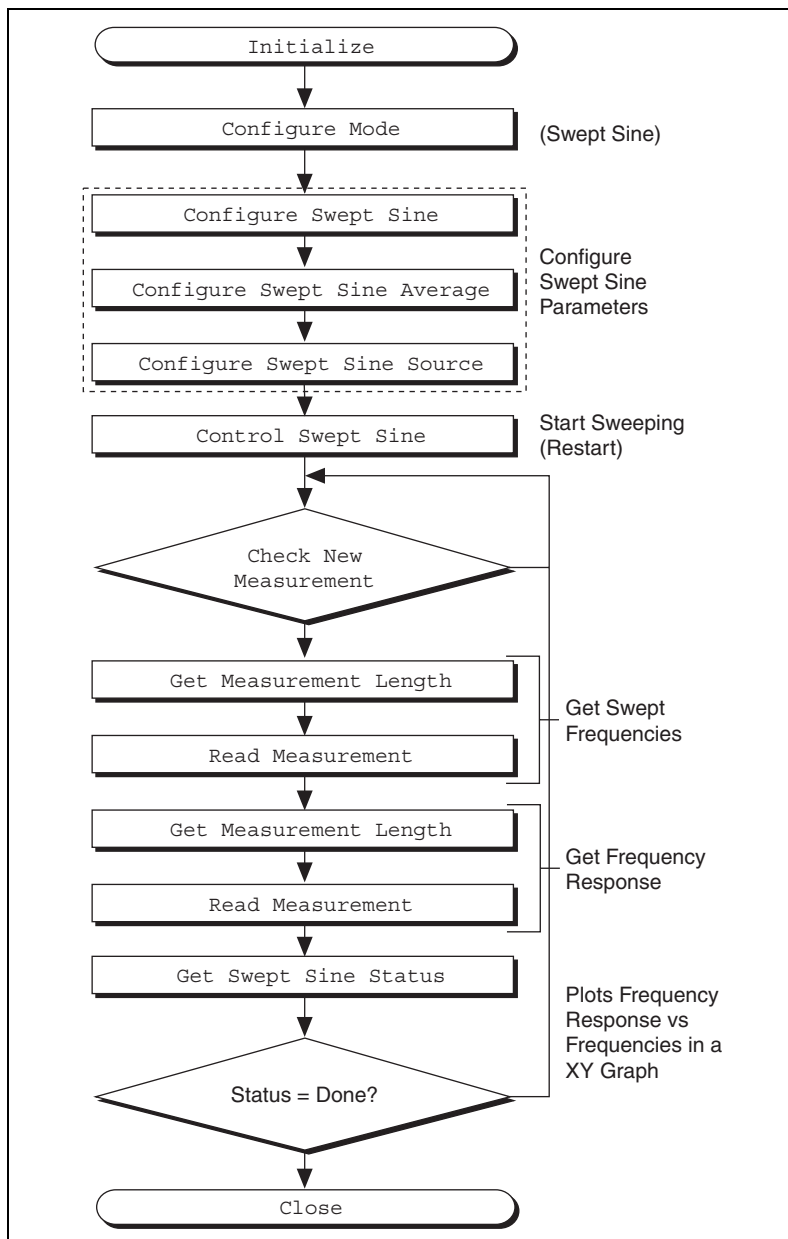 Initialize
Configure Mode
(Swept Sine)
Configure Swept Sine
Configure Swept Sine Average
Configure Swept Sine Source
Configure
Swept Sine
Parameters
Control Swept Sine
Start Sweeping
(Restart)
Check New
Measurement
Get Measurement Length
Read Measurement
Get Swept
Frequencies
Get Measurement Length
Read Measurement
Get Frequency
Response
Get Swept Sine Status
Plots Frequency
Response vs
Frequencies in a
XY Graph
Status = Done?
Close